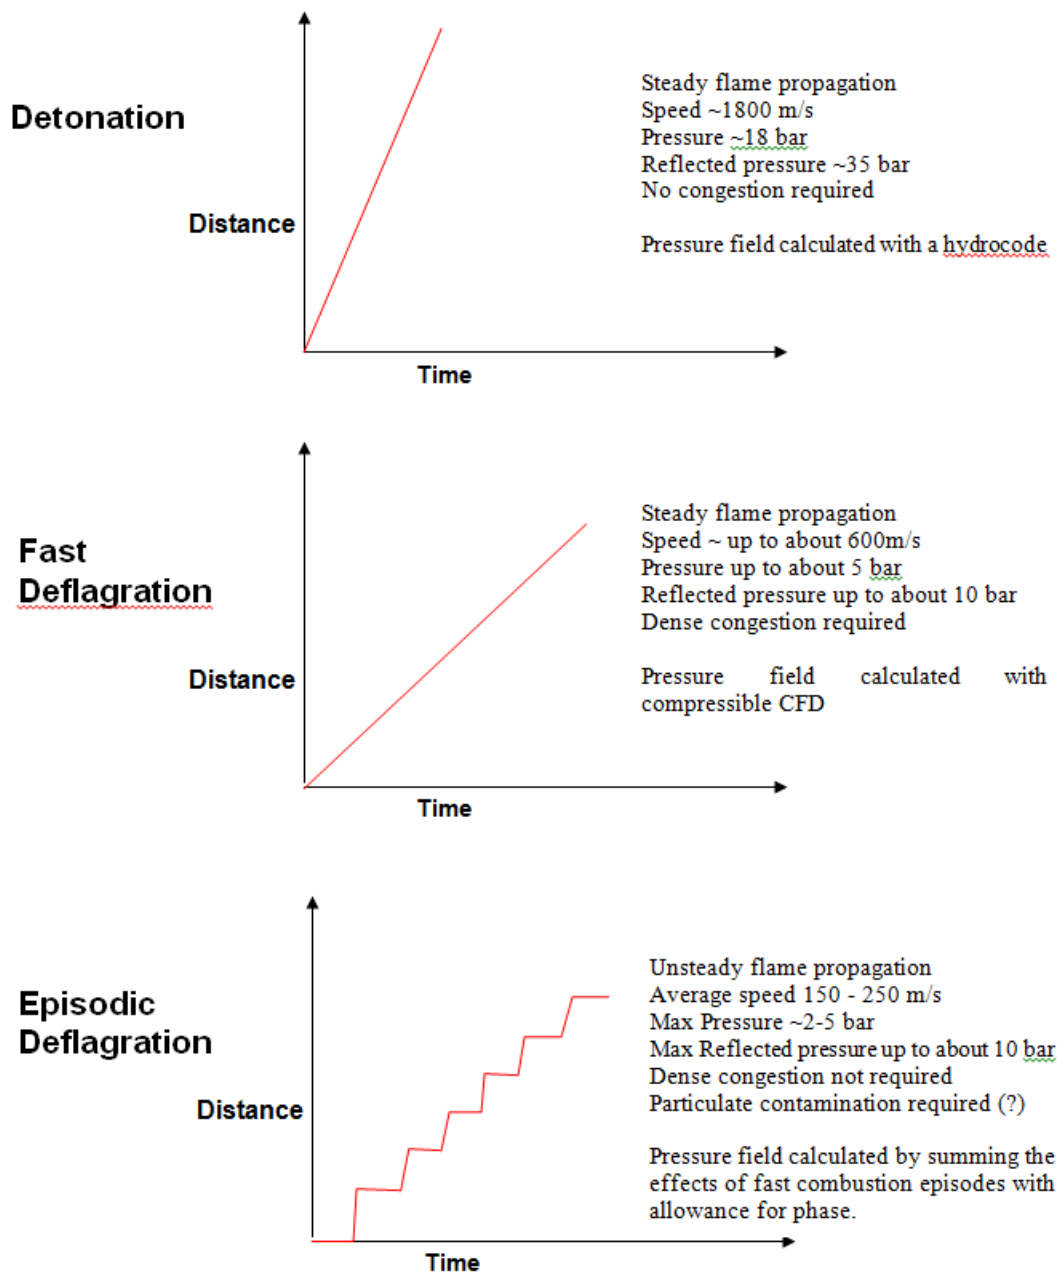 Detonation
Steady flame propagation
Speed ~1800 m/s
Pressure ~18 bar
Reflected pressure ~35 bar
No congestion required
Pressure field calculated with a hydrocode
Distance
Time
Fast
Deflagration
Steady flame propagation
Speed ~ up to about 600m/s
Pressure up to about 5 bar
Reflected pressure up to about 10 bar
Dense congestion required
Pressure field calculated with
compressible CFD
Distance
Time
Episodic
Deflagration
Unsteady flame propagation
Average speed 150 - 250 m/s
Max Pressure ~2-5 bar
Max Reflected pressure up to about 10 bar
Dense congestion not required
Particulate contamination required (?)
Pressure field calculated by summing the
effects of fast combustion episodes with
allowance for phase.
Distance
Time